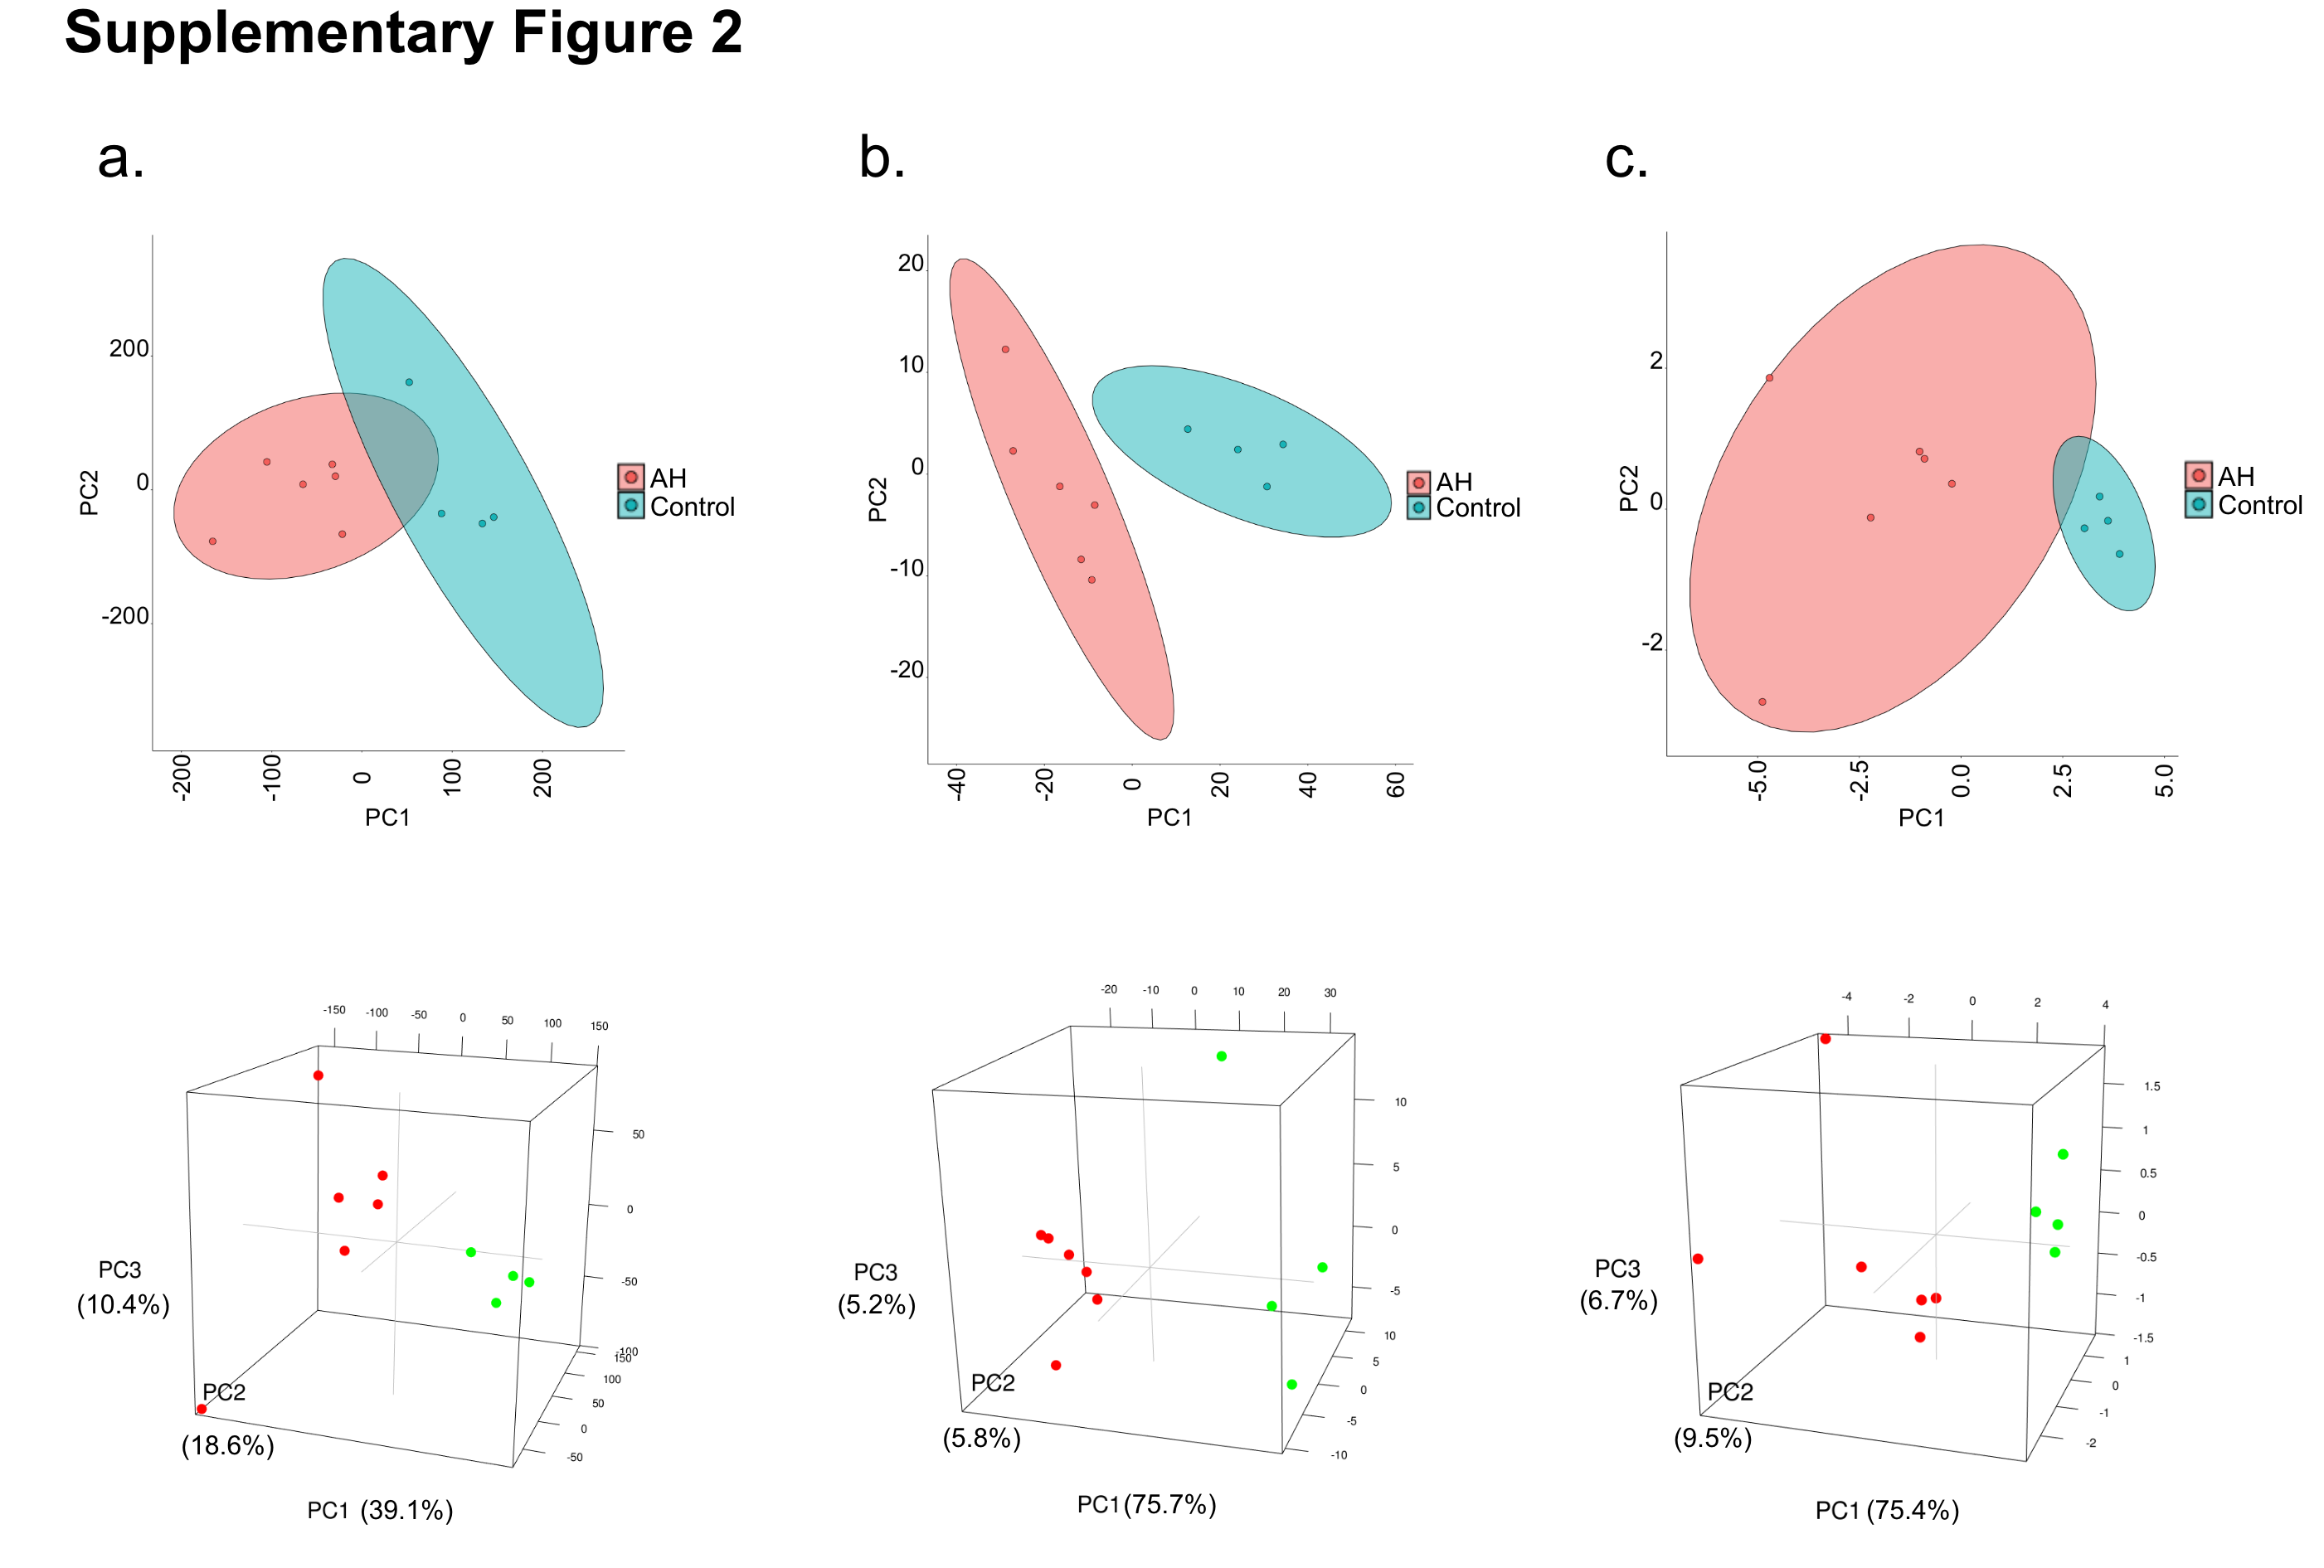 Supplementary Figure 2
a.
b.
c.
200
0
-200
PC2
-200
-100
0
100
200
PC1
AH
Control
20
10
0
-10
-20
PC2
-40
-20
0
20
40
60
PC1
AH
Control
2
0
-2
PC2
-5.0
-2.5
0.0
2.5
5.0
PC1
AH
Control
-150 -100 -50 0 50 100 150
50
0
-50
-100
150
100
50
0
-50
PC3
(10.4%)
PC2
(18.6%)
PC1 (39.1%)
-20 -10 0 10 20 30
10
5
0
-5
10
5
0
-5
-10
PC3
(5.2%)
PC2
(5.8%)
PC1 (75.7%)
-4 -2 0 2 4
1.5
1
0.5
0
-0.5
-1
-1.5
1
0
-1
-2
PC3
(6.7%)
PC2
(9.5%)
PC1 (75.4%)